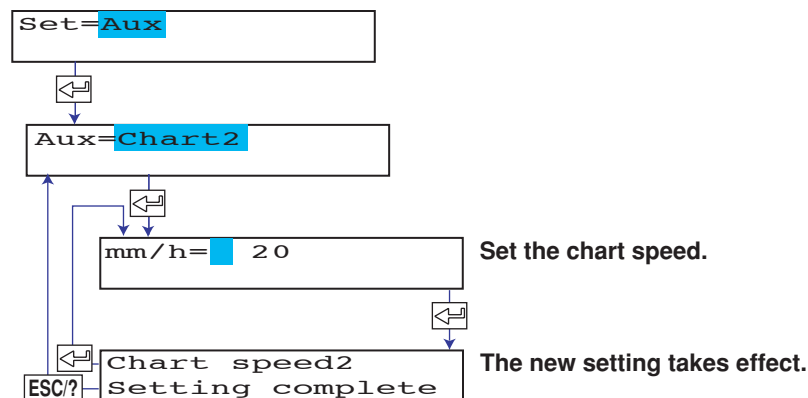 Set=Aux
Aux=Chart2
mm/h= 20
Set the chart speed.
Chart speed2
The new setting takes effect.
ESC/?
Setting complete